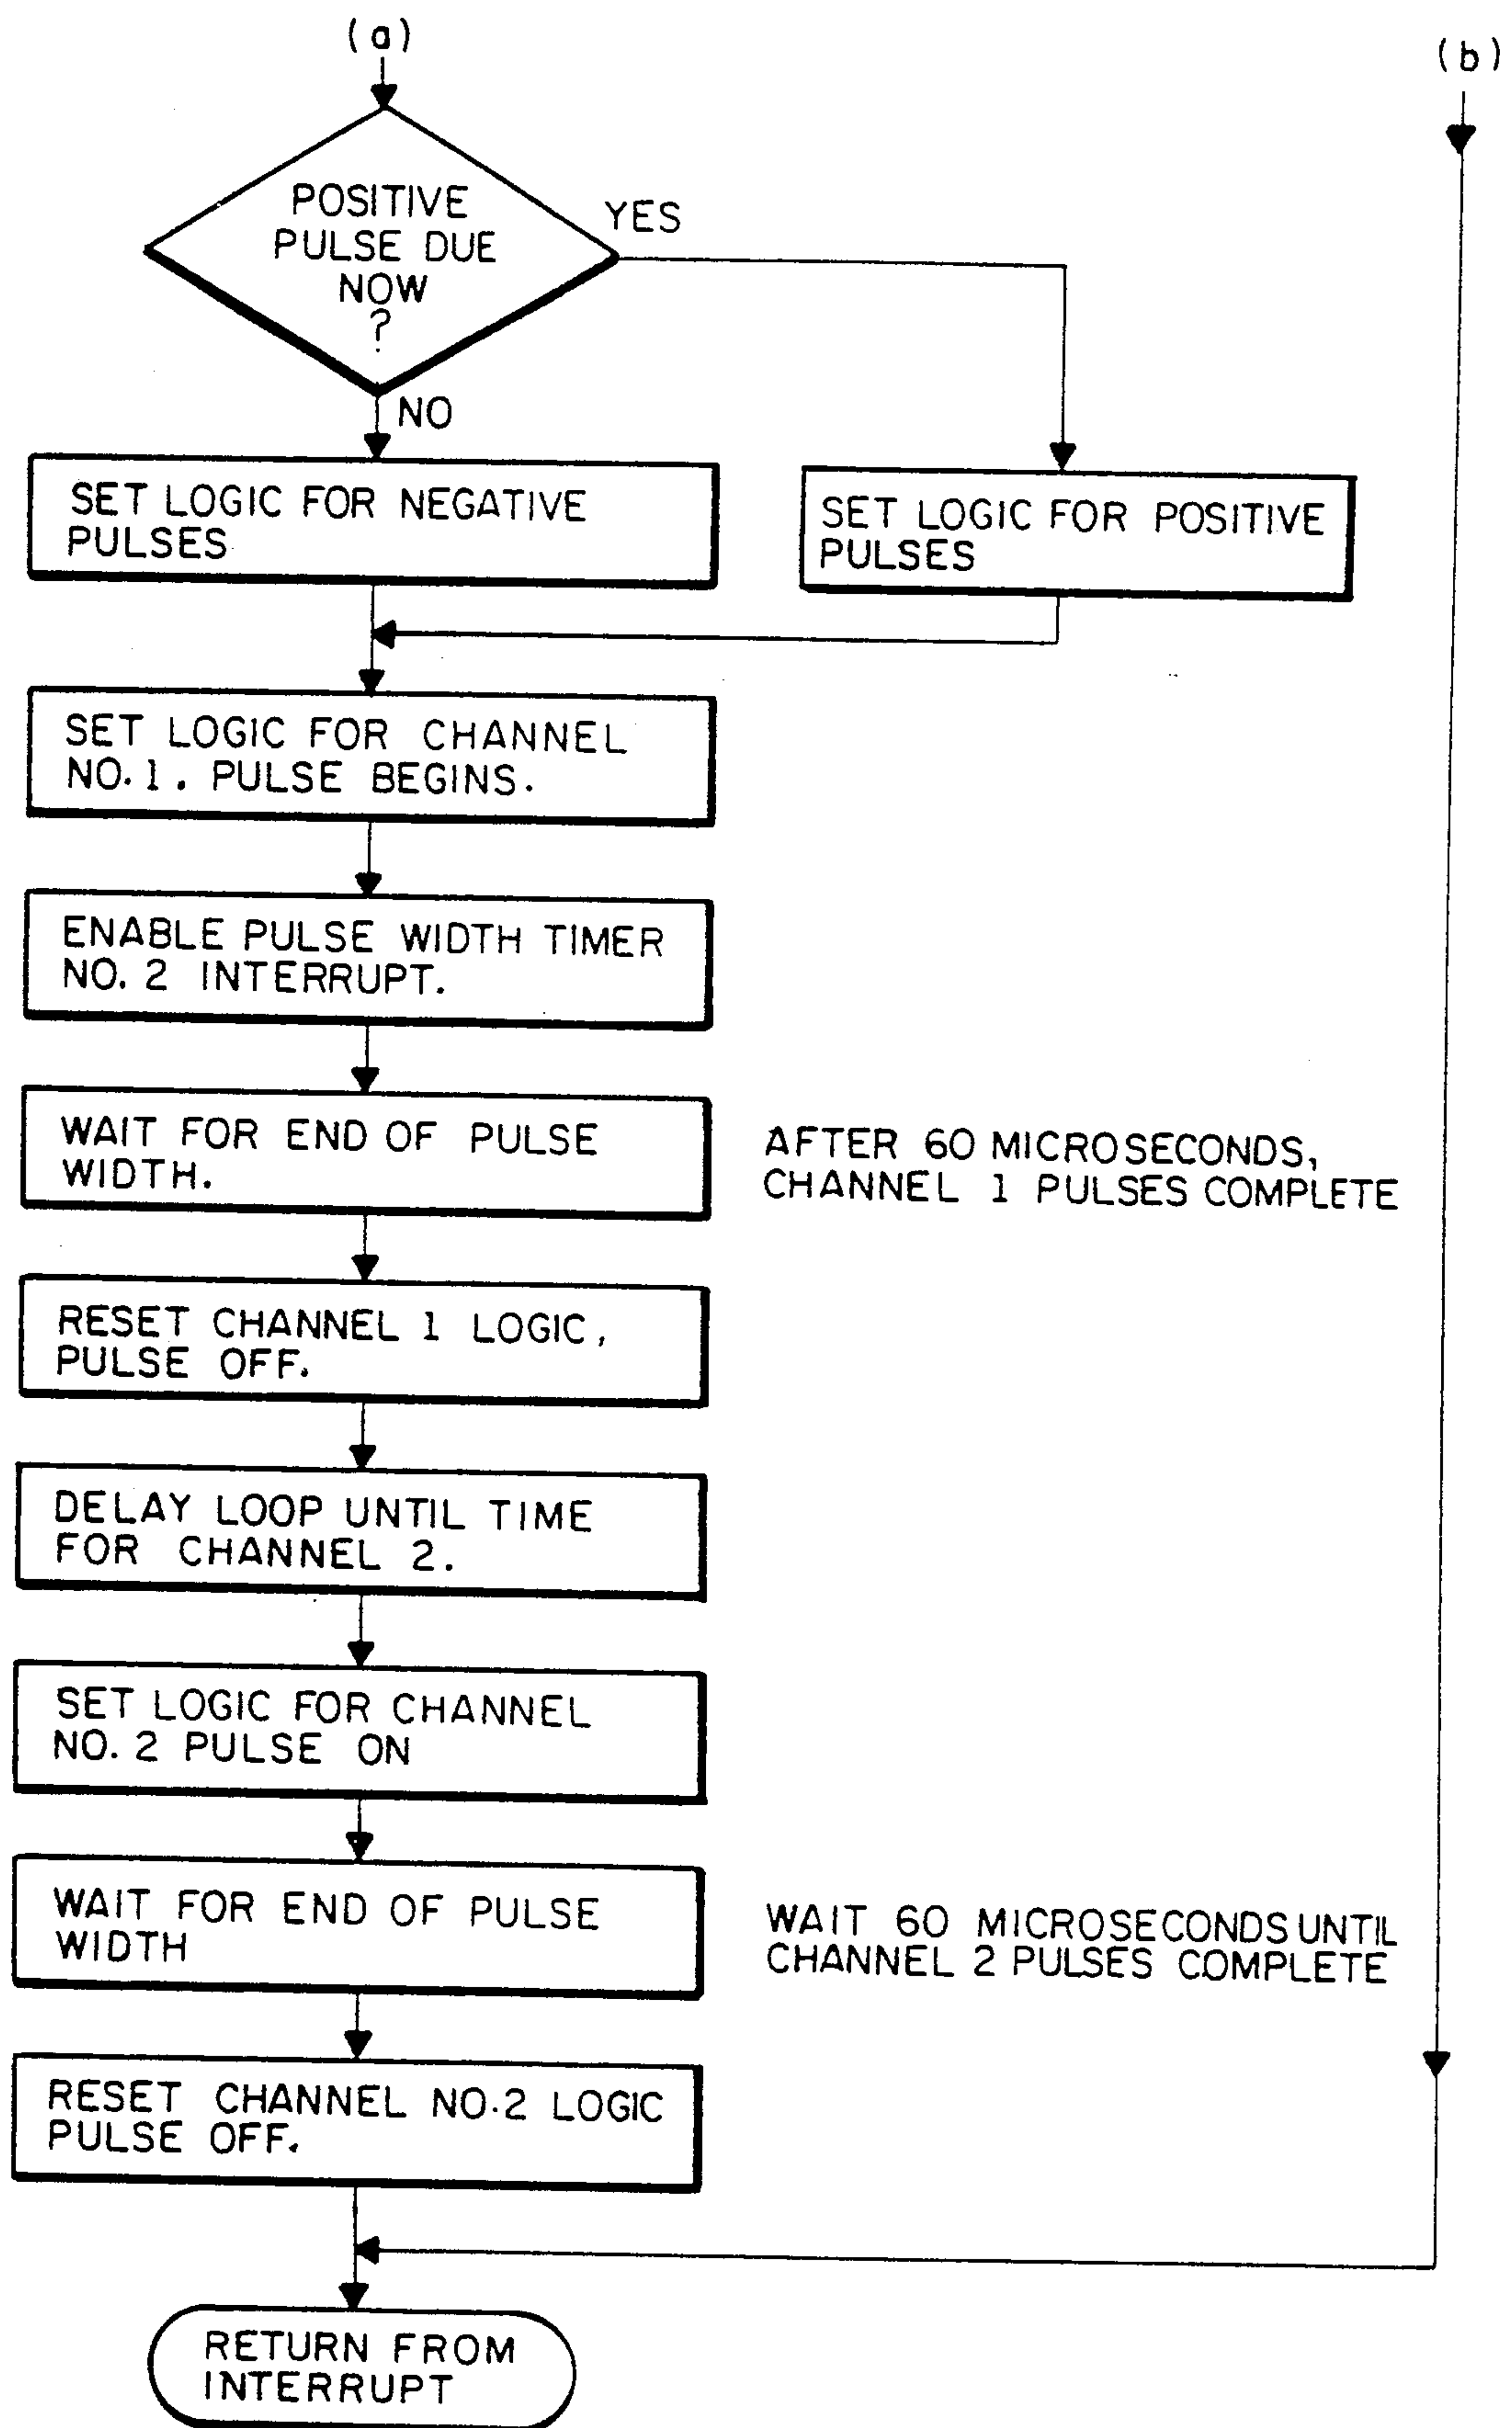 (a)
(b)
POSITIVE
PULSE DUE
NOW
?
YES
NO
SET LOGIC FOR NEGATIVE
PULSES
SET LOGIC FOR POSITIVE
PULSES
SET LOGIC FOR CHANNEL
NO.1. PULSE BEGINS.
ENABLE PULSE WIDTH TIMER
NO. 2 INTERRUPT.
WAIT FOR END OF PULSE
WIDTH.
AFTER 60 MICROSECONDS,
CHANNEL 1 PULSES COMPLETE
RESET CHANNEL 1 LOGIC,
PULSE OFF.
DELAY LOOP UNTIL TIME
FOR CHANNEL 2.
SET LOGIC FOR CHANNEL
NO. 2 PULSE ON
WAIT FOR END OF PULSE
WIDTH
WAIT 60 MICROSECONDS UNTIL
CHANNEL 2 PULSES COMPLETE
RESET CHANNEL NO.2 LOGIC
PULSE OFF.
RETURN FROM
INTERRUPT